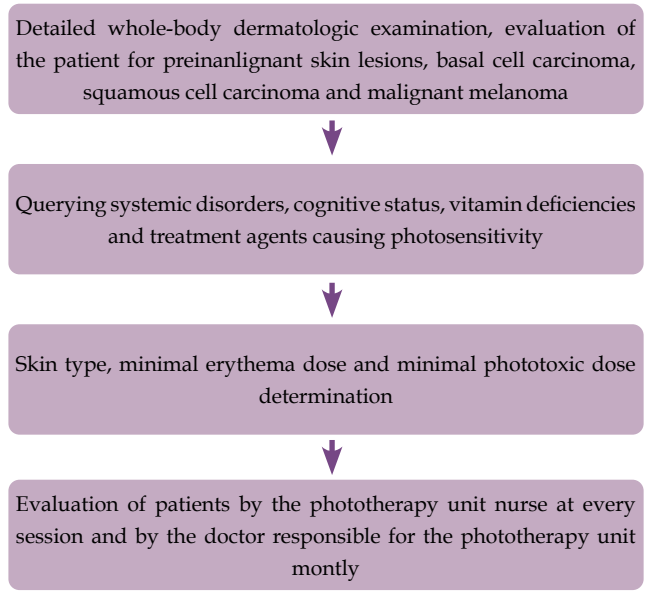 Detailed whole-body dermatologic examination, evaluation of
the patient for preinanlignant skin lesions, basal cell carcinoma,
squamous cell carcinoma and malignant melanoma
Querying systemic disorders, cognitive status, vitamin deficiencies
and treatment agents causing photosensitivity
Skin type, minimal erythema dose and minimal phototoxic dose
determination
Evaluation of patients by the phototherapy unit nurse at every
session and by the doctor responsible for the phototherapy unit
montly